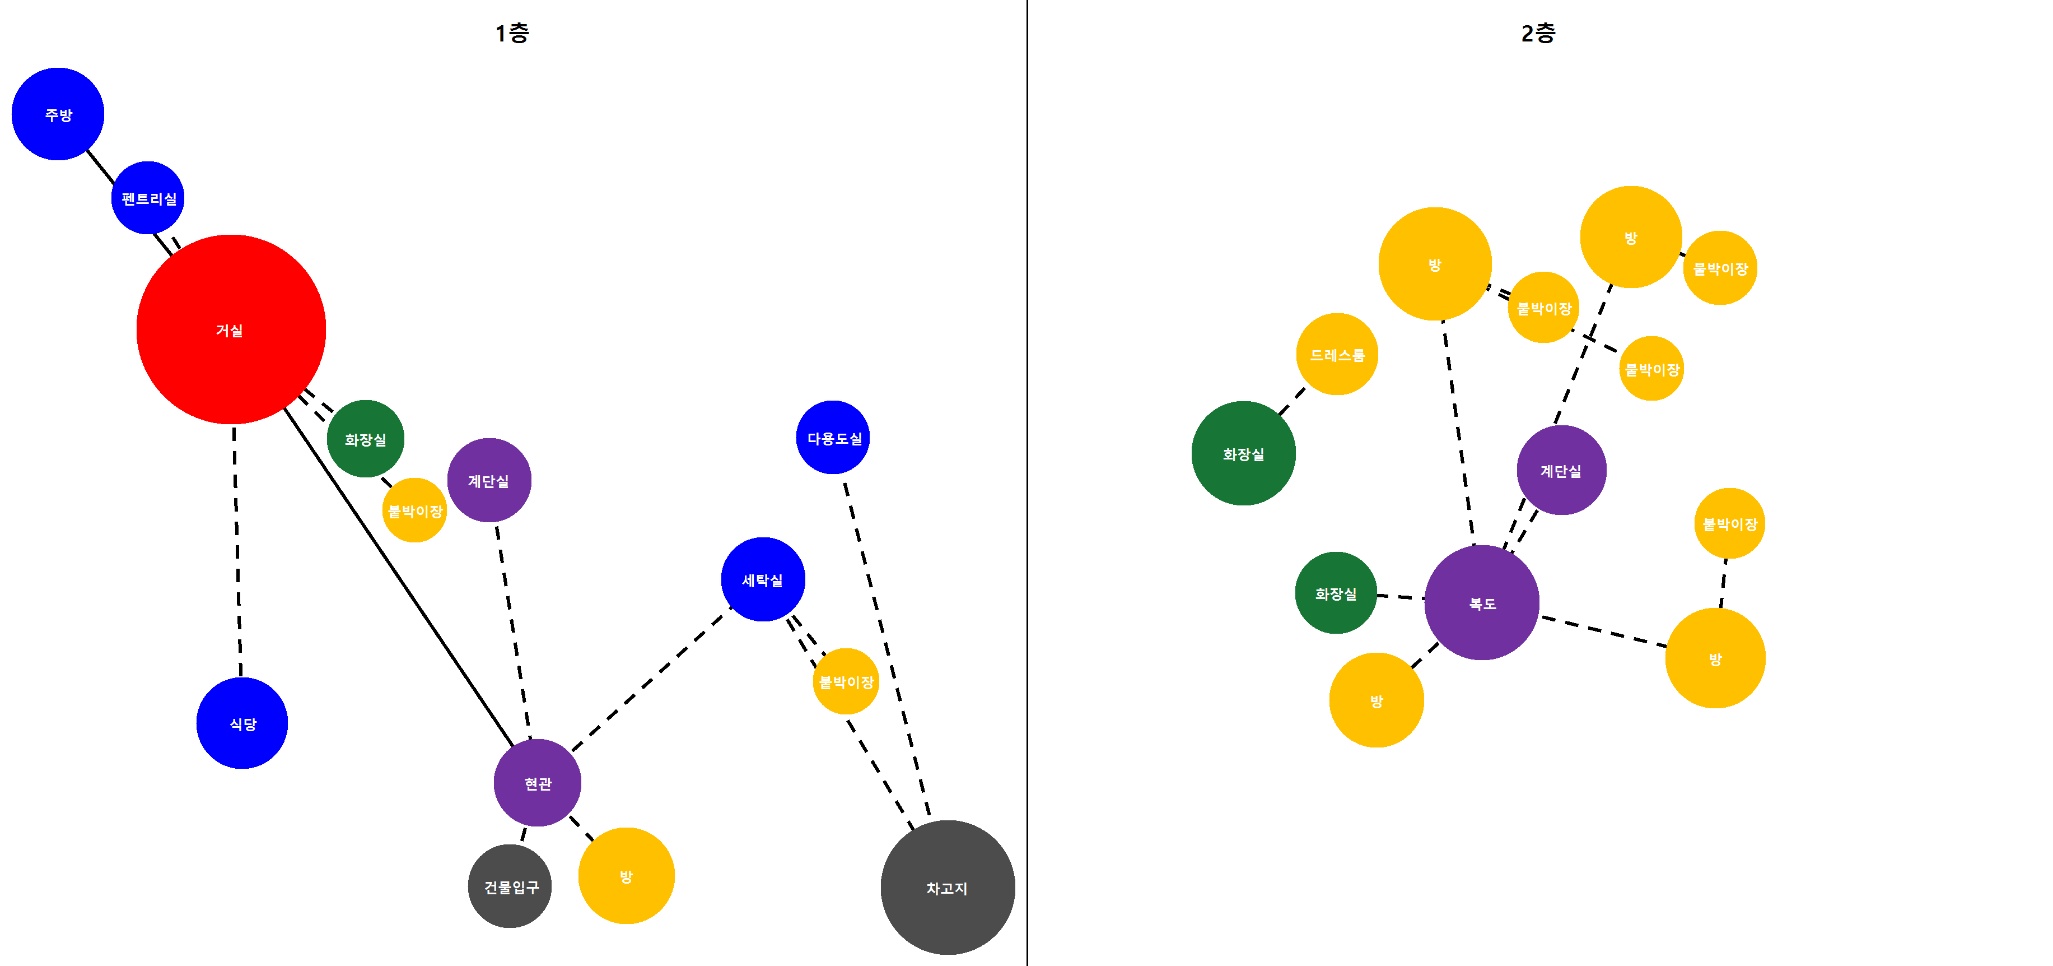 1층
주방
펜트리실
거실
화장실
계단실
붙박이장
다용도실
세탁실
붙박이장
식당
현관
건물입구
방
차고지
2층
방
방
붙박이장
붙박이장
드레스룸
붙박이장
화장실
계단실
붙박이장
화장실
복도
방
방